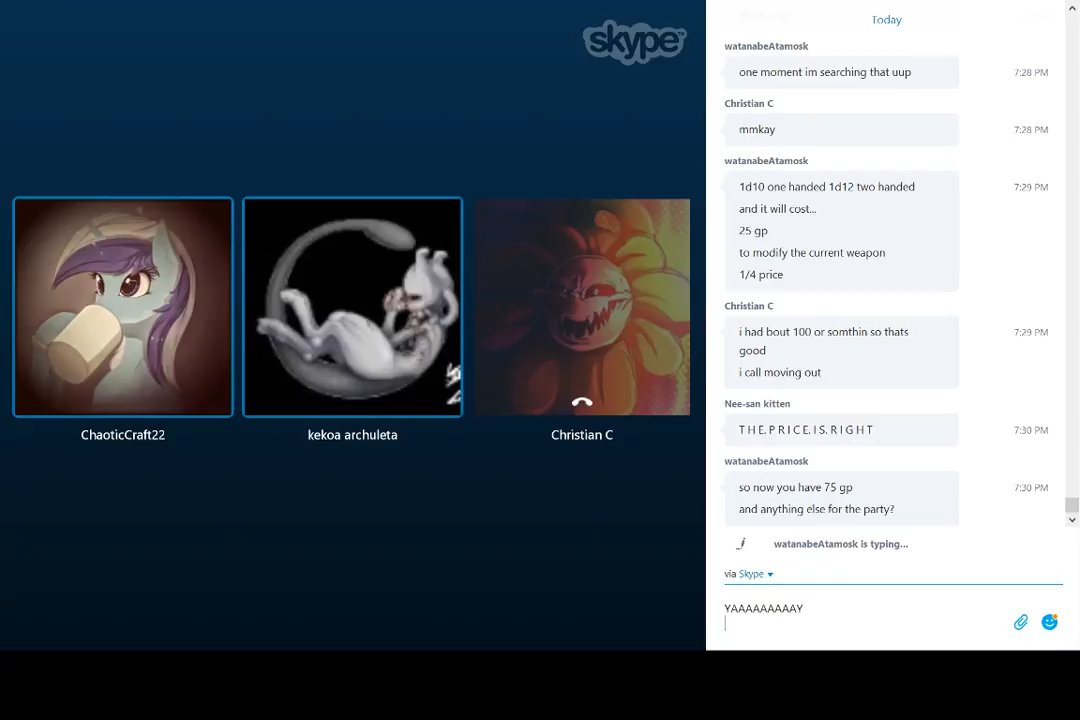 skype™
ChaoticCraft22
kekoa archuleta
Christian C
Today
watanabeAtamosk
one moment im searching that uup
7:28 PM
Christian C
mmkay
7:28 PM
watanabeAtamosk
1d10 one handed 1d12 two handed
7:29 PM
and it will cost...
25 gp
to modify the current weapon
1/4 price
Christian C
i had bout 100 or somthin so thats
7:29 PM
good
i call moving out
Nee-san kitten
T H E. P R I C E. I S. R I G H T
7:30 PM
watanabeAtamosk
so now you have 75 gp
7:30 PM
and anything else for the party?
watanabeAtamosk is typing...
via Skype
YAAAAAAAAAY